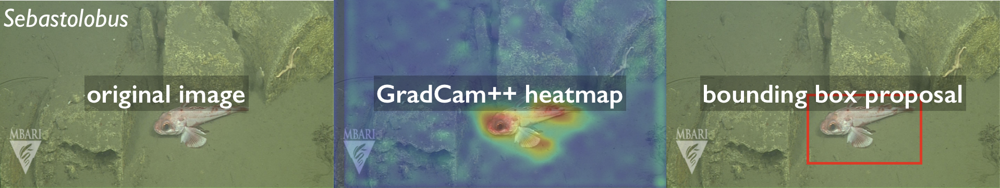 Sebastolobus
original image
GradCam++ heatmap
bounding box proposal
MBARI
MBARI
MBARI